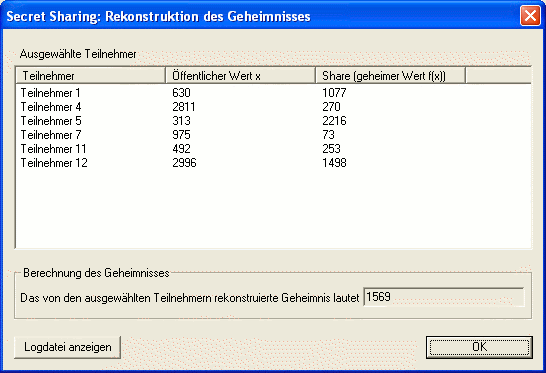 Secret Sharing: Rekonstruktion des Geheimnisses
Ausgewählte Teilnehmer
Teilnehmer Öffentlicher Wert x Share (geheimer Wert f(x))
Teilnehmer 1 630 1077
Teilnehmer 4 2811 270
Teilnehmer 5 313 2216
Teilnehmer 7 975 73
Teilnehmer 11 492 253
Teilnehmer 12 2996 1498
Berechnung des Geheimnisses
Das von den ausgewählten Teilnehmern rekonstruierte Geheimnis lautet 1569
Logdatei anzeigen OK